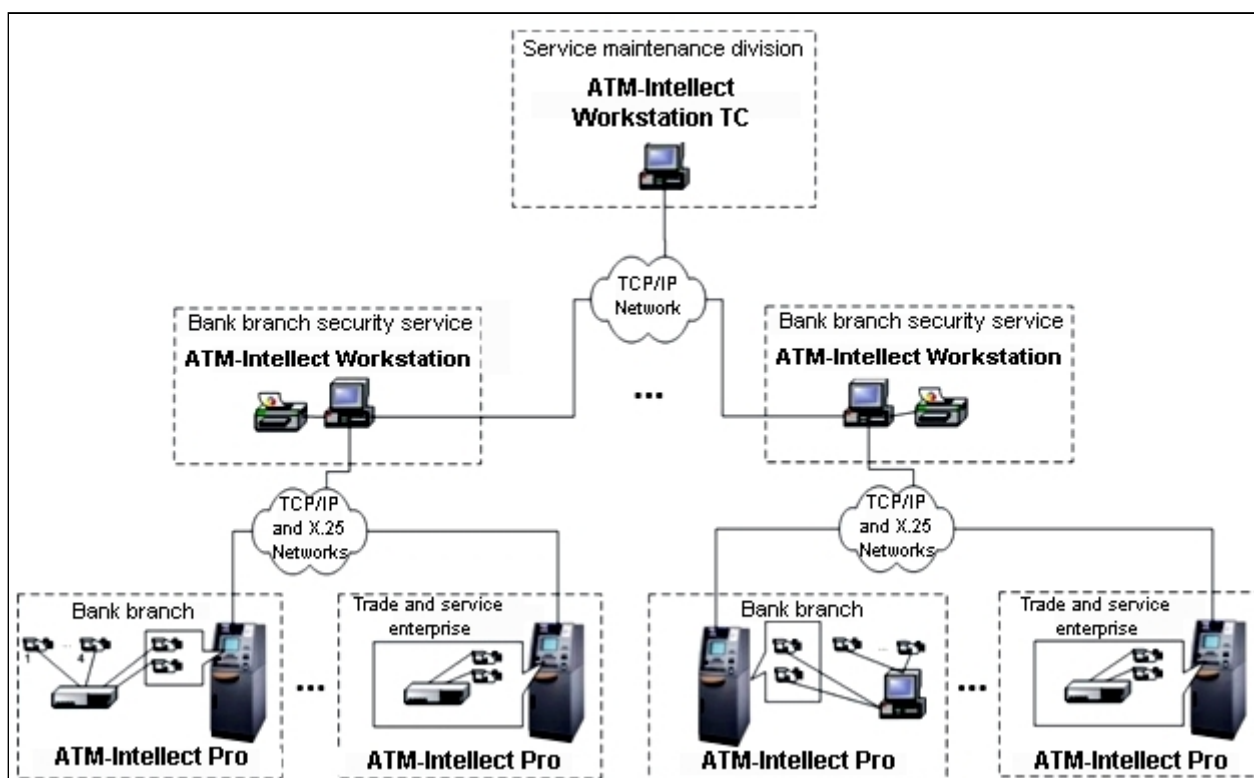 Service maintenance division
ATM-Intellect
Workstation TC
TCP/IP
Network
Bank branch security service
ATM-Intellect Workstation
Bank branch security service
ATM-Intellect Workstation
...
TCP/IP
and X.25
Networks
TCP/IP
and X.25
Networks
Bank branch
1 ... 4
ATM-Intellect Pro
...
Trade and service
enterprise
ATM-Intellect Pro
Bank branch
...
ATM-Intellect Pro
...
Trade and service
enterprise
ATM-Intellect Pro